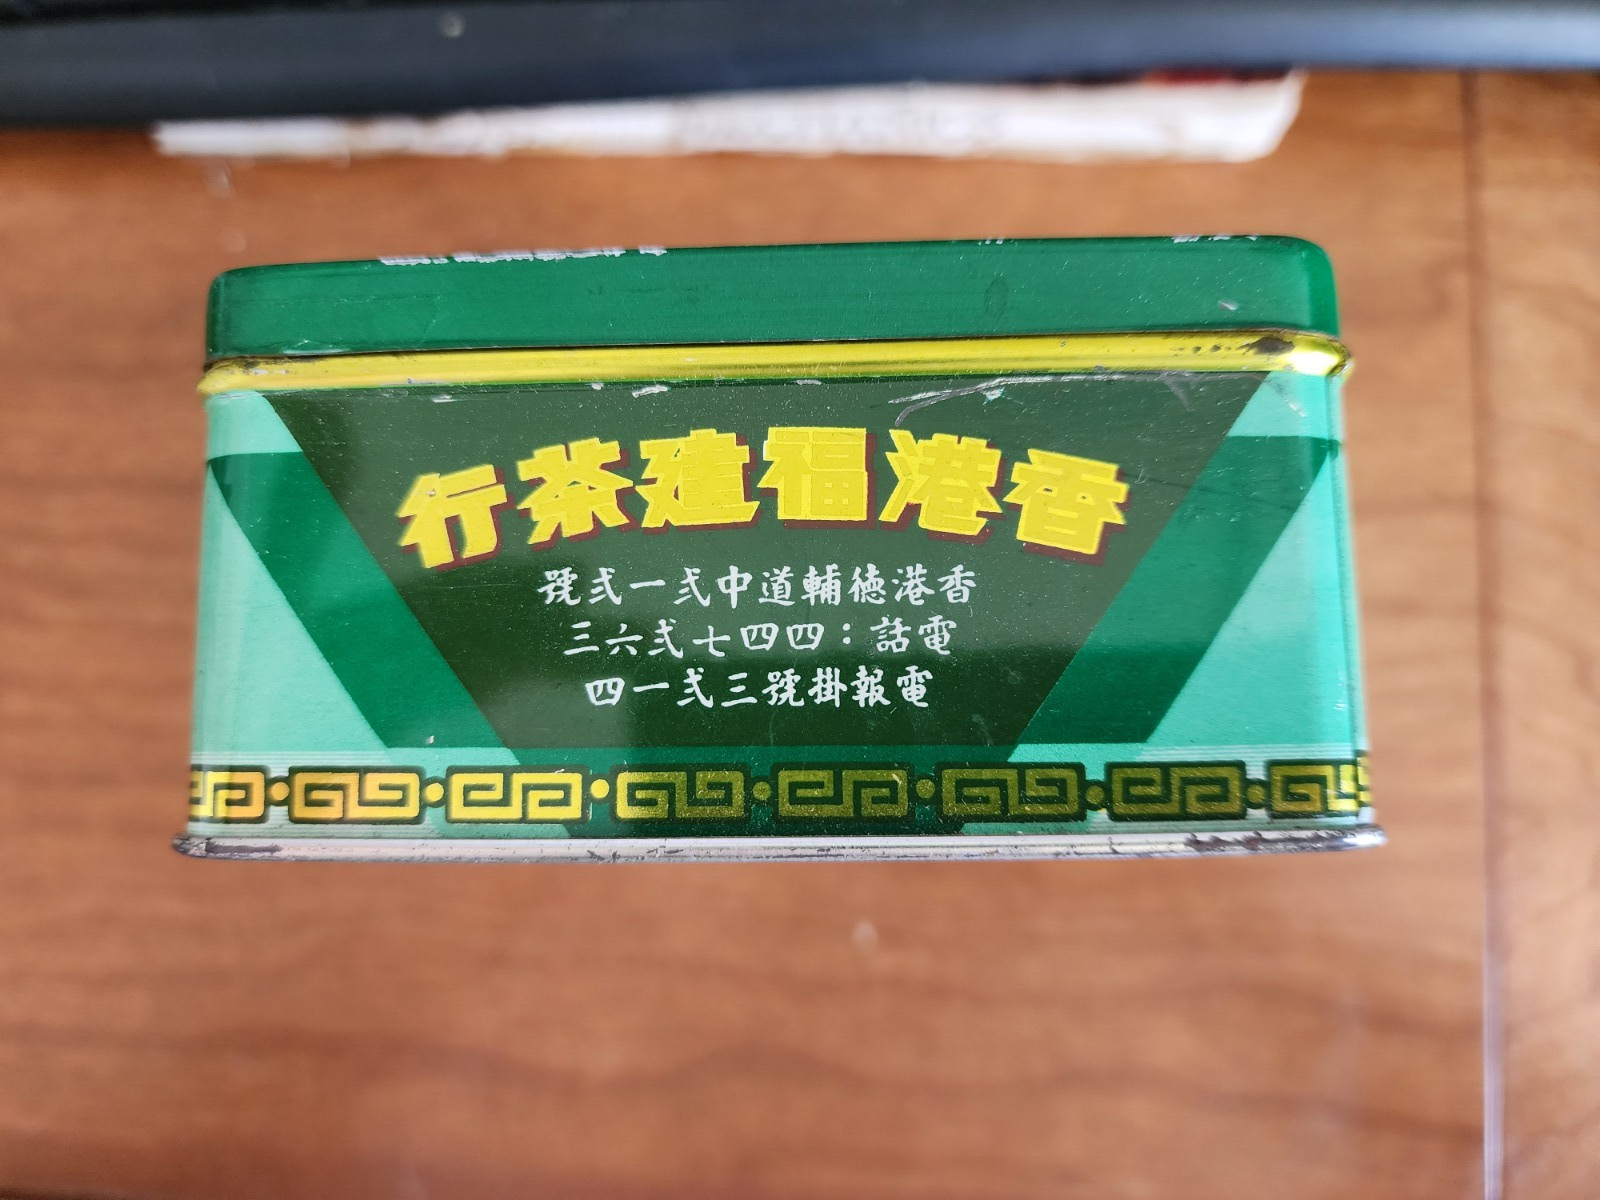 香港福建茶行
香港德輔道中弍一弍號
電話：四四七弍六三
電報掛號三弍一四